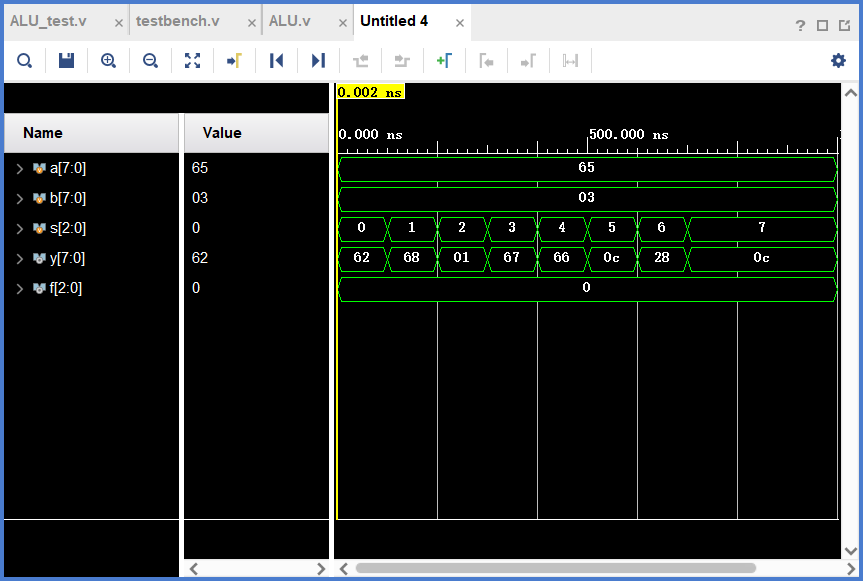 ALU_test.v × testbench.v × ALU.v × Untitled 4 ×
?
0.002 ns
Name Value
0.000 ns 500.000 ns
a[7:0] 65 65
b[7:0] 03 03
s[2:0] 0 0 1 2 3 4 5 6 7
y[7:0] 62 62 68 01 67 66 0c 28 0c
f[2:0] 0 0